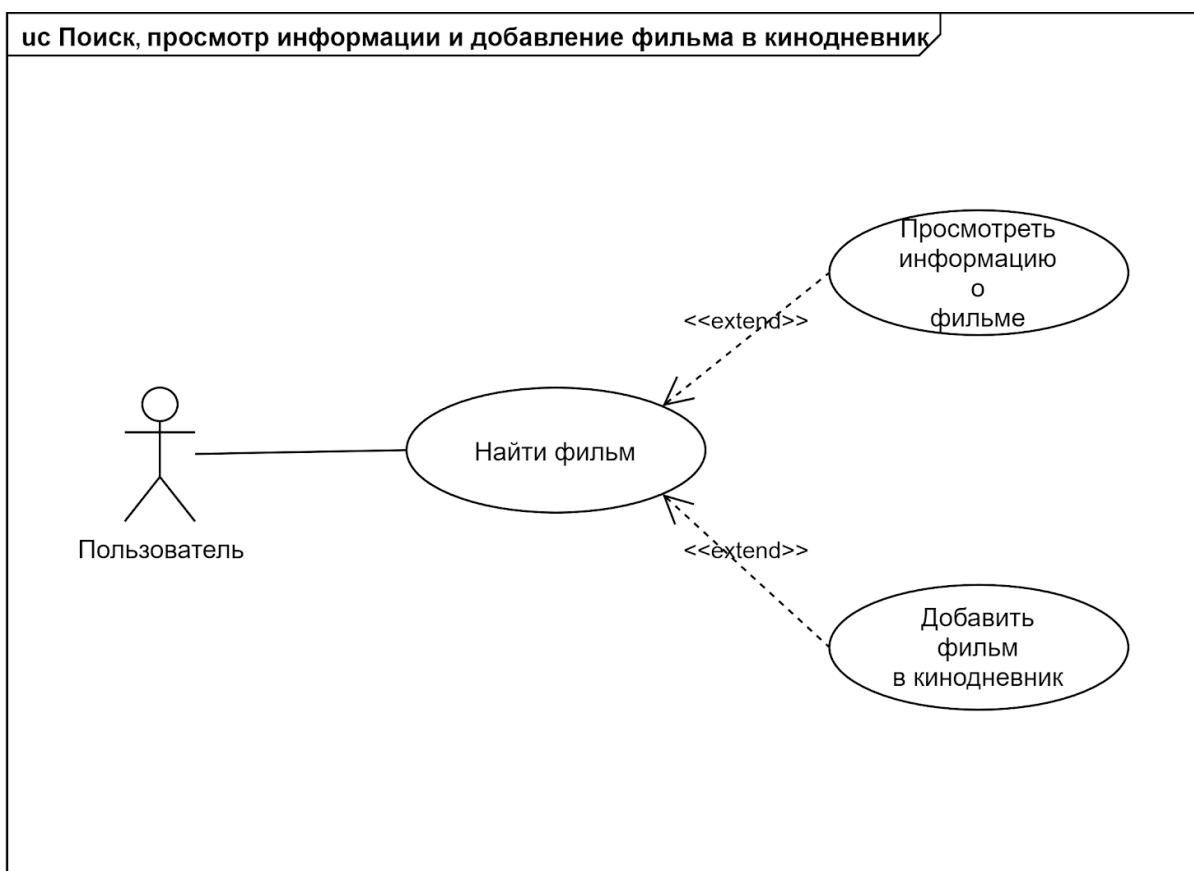 uc Поиск, просмотр информации и добавление фильма в кинодневник
Просмотреть
информацию
о
фильме
<<extend>>
Найти фильм
Пользователь
<<extend>>
Добавить
фильм
в кинодневник